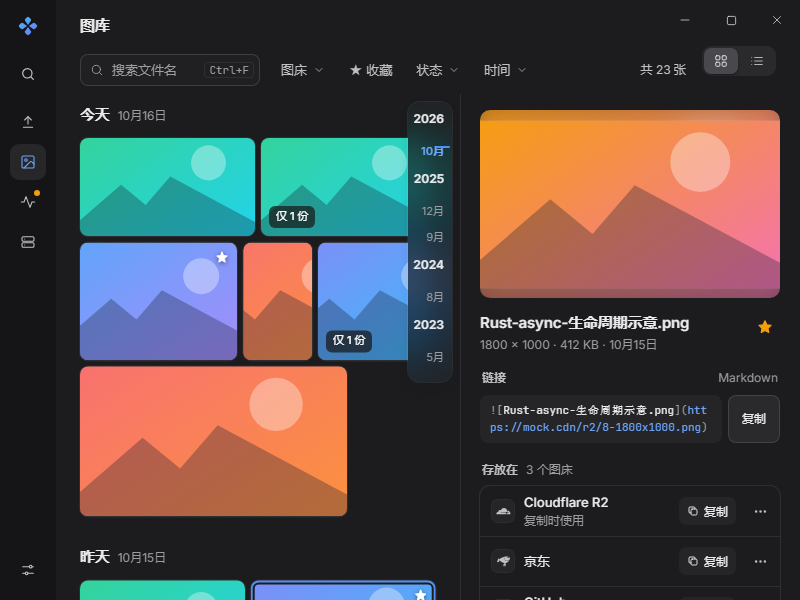 图库
搜索文件名 Ctrl+F
图床
★ 收藏
状态
时间
共 23 张
今天 10月16日
仅1份
仅1份
2026
10月
2025
12月
9月
2024
8月
2023
5月
昨天 10月15日
Rust-async-生命周期示意.png
1800 × 1000 · 412 KB · 10月15日
链接 Markdown
![Rust-async-生命周期示意.png](htt
ps://mock.cdn/r2/8-1800x1000.png)
复制
存放在 3 个图床
Cloudflare R2
复制时使用
复制
京东
复制